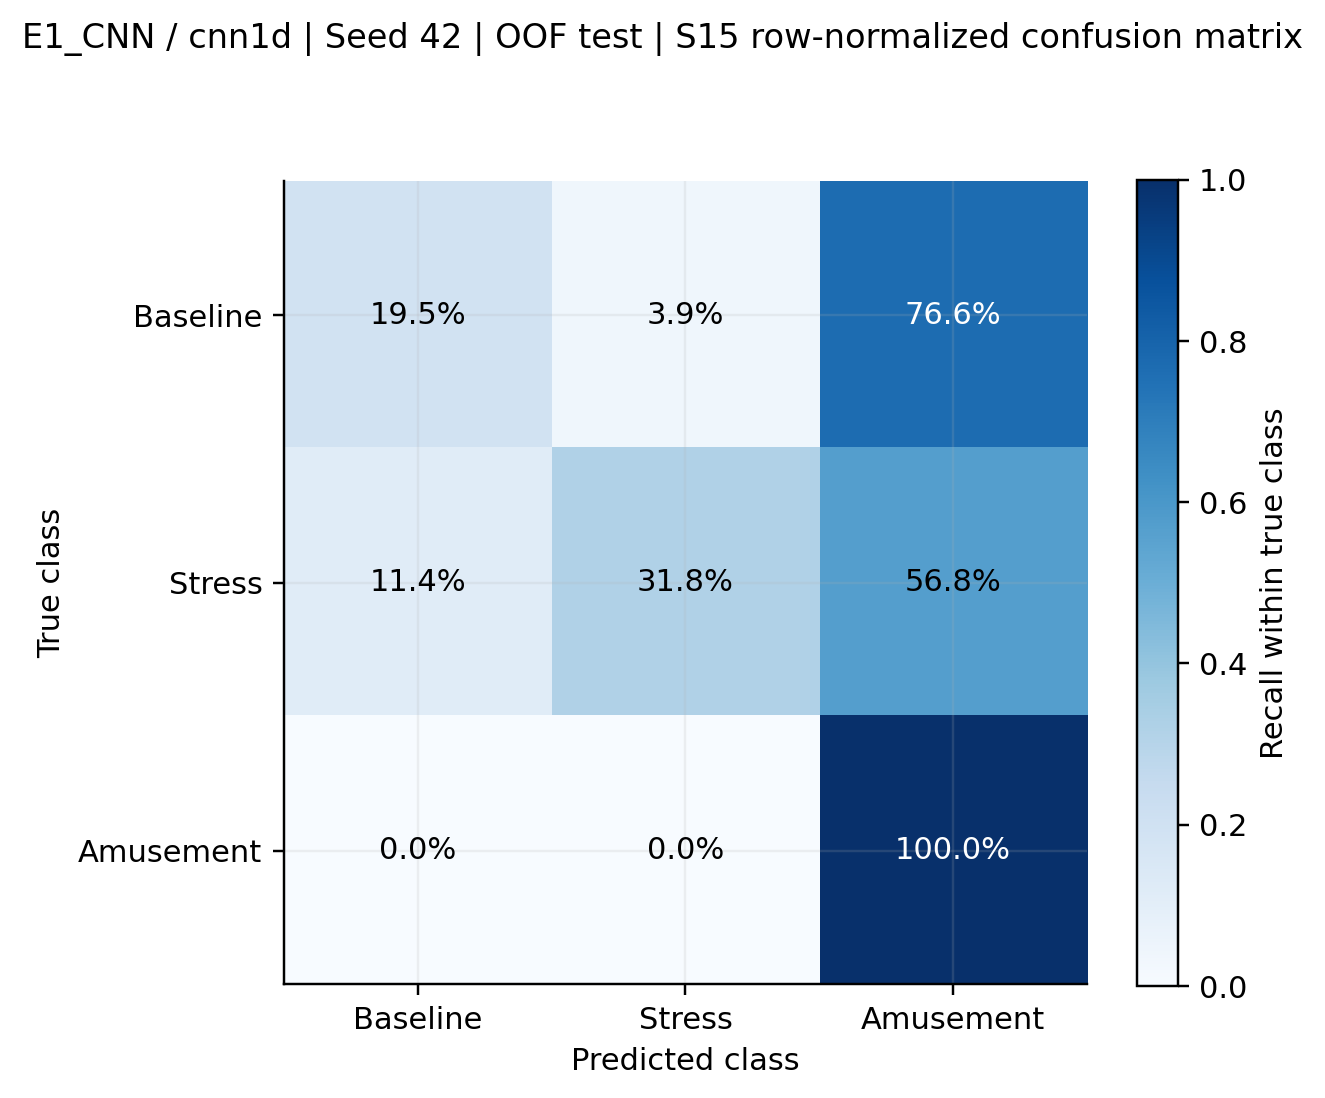 E1_CNN / cnn1d | Seed 42 | OOF test | S15 row-normalized confusion matrix
True class
Baseline
19.5%
3.9%
76.6%
Stress
11.4%
31.8%
56.8%
Amusement
0.0%
0.0%
100.0%
Baseline
Stress
Amusement
Predicted class
1.0
0.8
0.6
0.4
0.2
0.0
Recall within true class